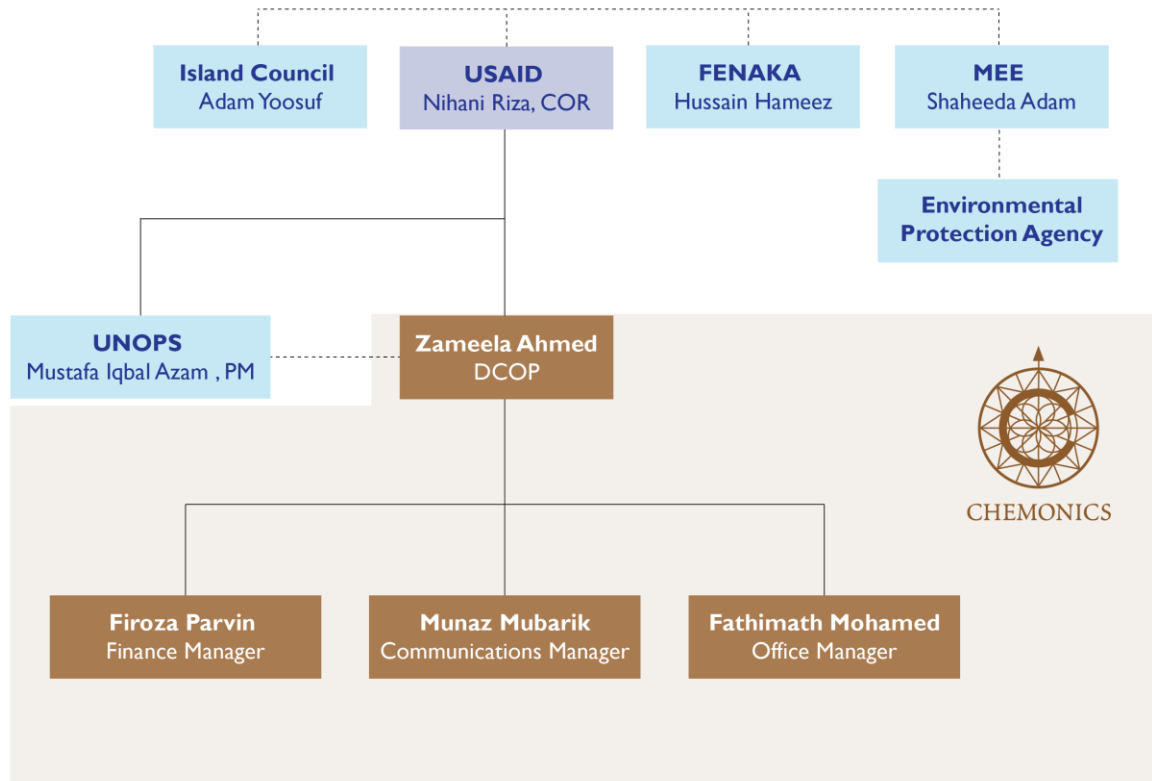 Island Council
Adam Yoosuf
USAID
Nihani Riza, COR
FENAKA
Hussain Hameez
MEE
Shaheeda Adam
Environmental
Protection Agency
UNOPS
Mustafa Iqbal Azam , PM
Zameela Ahmed
DCOP
CHEMONICS
Firoza Parvin
Finance Manager
Munaz Mubarik
Communications Manager
Fathimath Mohamed
Office Manager